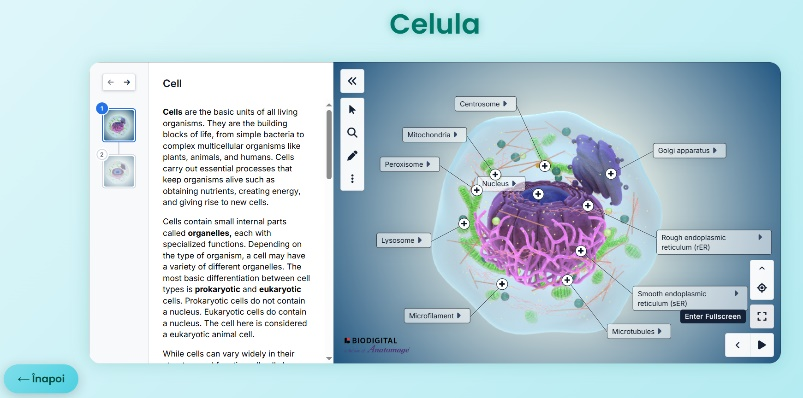 Celula
Cell
1
2
Cells are the basic units of all living
organisms. They are the building
blocks of life, from simple bacteria to
complex multicellular organisms like
plants, animals, and humans. Cells
carry out essential processes that
keep organisms alive such as
obtaining nutrients, creating energy,
and giving rise to new cells.
Cells contain small internal parts
called organelles, each with
specialized functions. Depending on
the type of organism, a cell may have
a variety of different organelles. The
most basic differentiation between cell
types is prokaryotic and eukaryotic
cells. Prokaryotic cells do not contain
a nucleus. Eukaryotic cells do contain
a nucleus. The cell here is considered
a eukaryotic animal cell.
While cells can vary widely in their
Centrosome
Mitochondria
Peroxisome
Nucleus
Golgi apparatus
Lysosome
Rough endoplasmic
reticulum (rER)
Smooth endoplasmic
reticulum (sER)
Microfilament
Microtubules
Enter Fullscreen
BIODIGITAL
Anatomage
← Înapoi